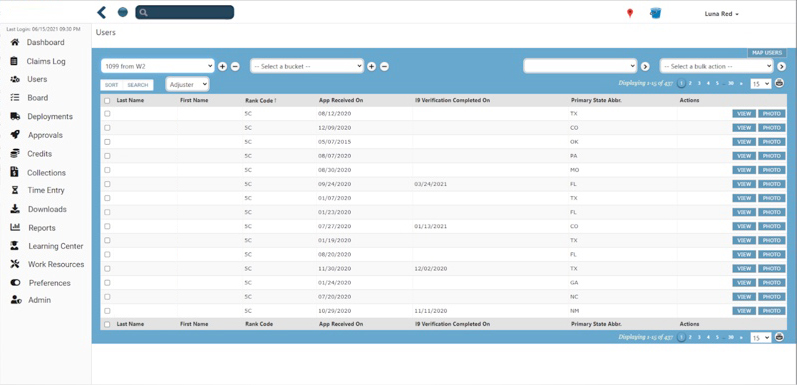 Luna Red
Last Login: 06/15/2021 09:30 PM
Dashboard
Claims Log
Users
Board
Deployments
Approvals
Credits
Collections
Time Entry
Downloads
Reports
Learning Center
Work Resources
Preferences
Admin
Users
MAP USERS
1099 from W2
-- Select a bucket --
-- Select a bulk action --
SORT SEARCH
Adjuster
Displaying 1-15 of 437 1 2 3 4 5 ... 30 » 15
Last Name First Name Rank Code ↑ App Received On I9 Verification Completed On Primary State Abbr. Actions
5C 08/12/2020 TX VIEW PHOTO
5C 12/09/2020 CO VIEW PHOTO
5C 05/07/2015 OK VIEW PHOTO
5C 08/07/2020 PA VIEW PHOTO
5C 08/30/2020 MO VIEW PHOTO
5C 09/24/2020 03/24/2021 FL VIEW PHOTO
5C 01/07/2020 TX VIEW PHOTO
5C 01/23/2020 FL VIEW PHOTO
5C 07/27/2020 01/13/2021 CO VIEW PHOTO
5C 01/19/2020 TX VIEW PHOTO
5C 08/20/2020 FL VIEW PHOTO
5C 11/30/2020 12/02/2020 TX VIEW PHOTO
5C 01/24/2020 GA VIEW PHOTO
5C 07/20/2020 NC VIEW PHOTO
5C 10/29/2020 11/11/2020 NM VIEW PHOTO
Last Name First Name Rank Code App Received On I9 Verification Completed On Primary State Abbr. Actions
Displaying 1-15 of 437 1 2 3 4 5 ... 30 » 15